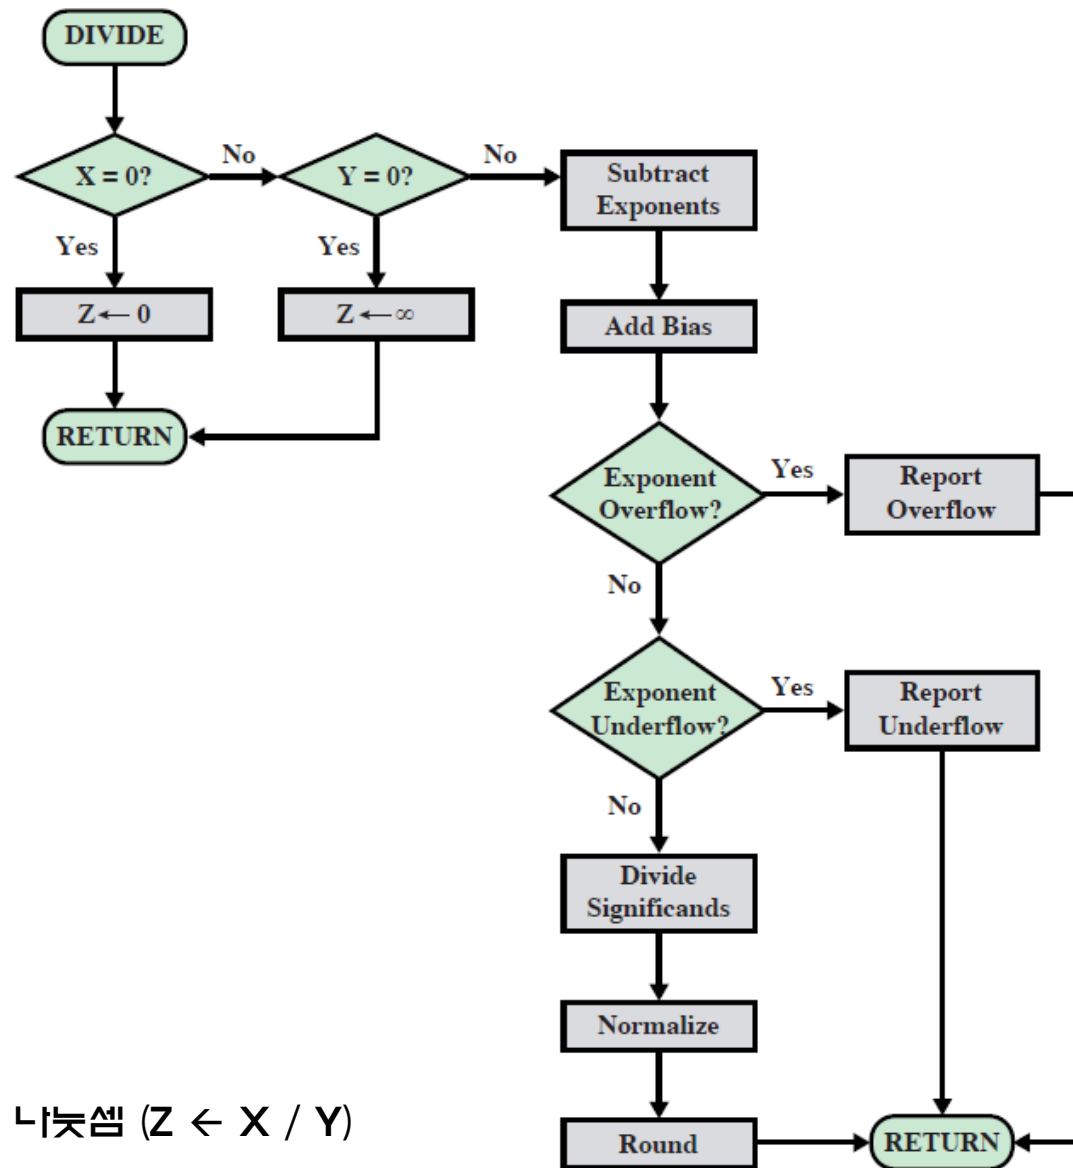 DIVIDE
X = 0?
No
Y = 0?
No
Subtract
Exponents
Yes
Yes
Z ← 0
Z ← ∞
Add Bias
RETURN
Exponent
Overflow?
Yes
Report
Overflow
No
Exponent
Underflow?
Yes
Report
Underflow
No
Divide
Significands
Normalize
Round
RETURN
나눗셈 (Z ← X / Y)